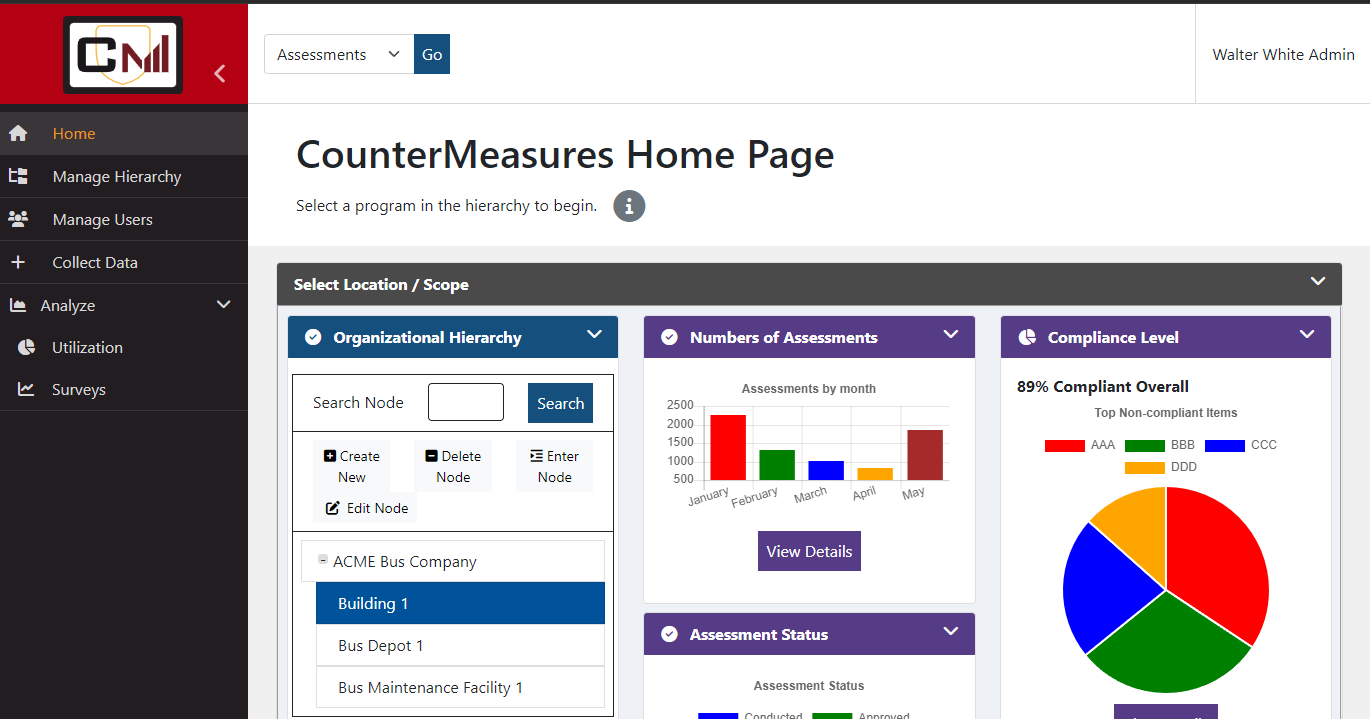 CM
Assessments Go
Walter White Admin
Home
Manage Hierarchy
Manage Users
Collect Data
Analyze
Utilization
Surveys
CounterMeasures Home Page
Select a program in the hierarchy to begin.
Select Location / Scope
Organizational Hierarchy
Search Node Search
Create New
Delete Node
Enter Node
Edit Node
ACME Bus Company
Building 1
Bus Depot 1
Bus Maintenance Facility 1
Numbers of Assessments
Assessments by month
2500
2000
1500
1000
500
January February March April May
View Details
Assessment Status
Assessment Status
Conducted Approved
Compliance Level
89% Compliant Overall
Top Non-compliant Items
AAA BBB CCC
DDD